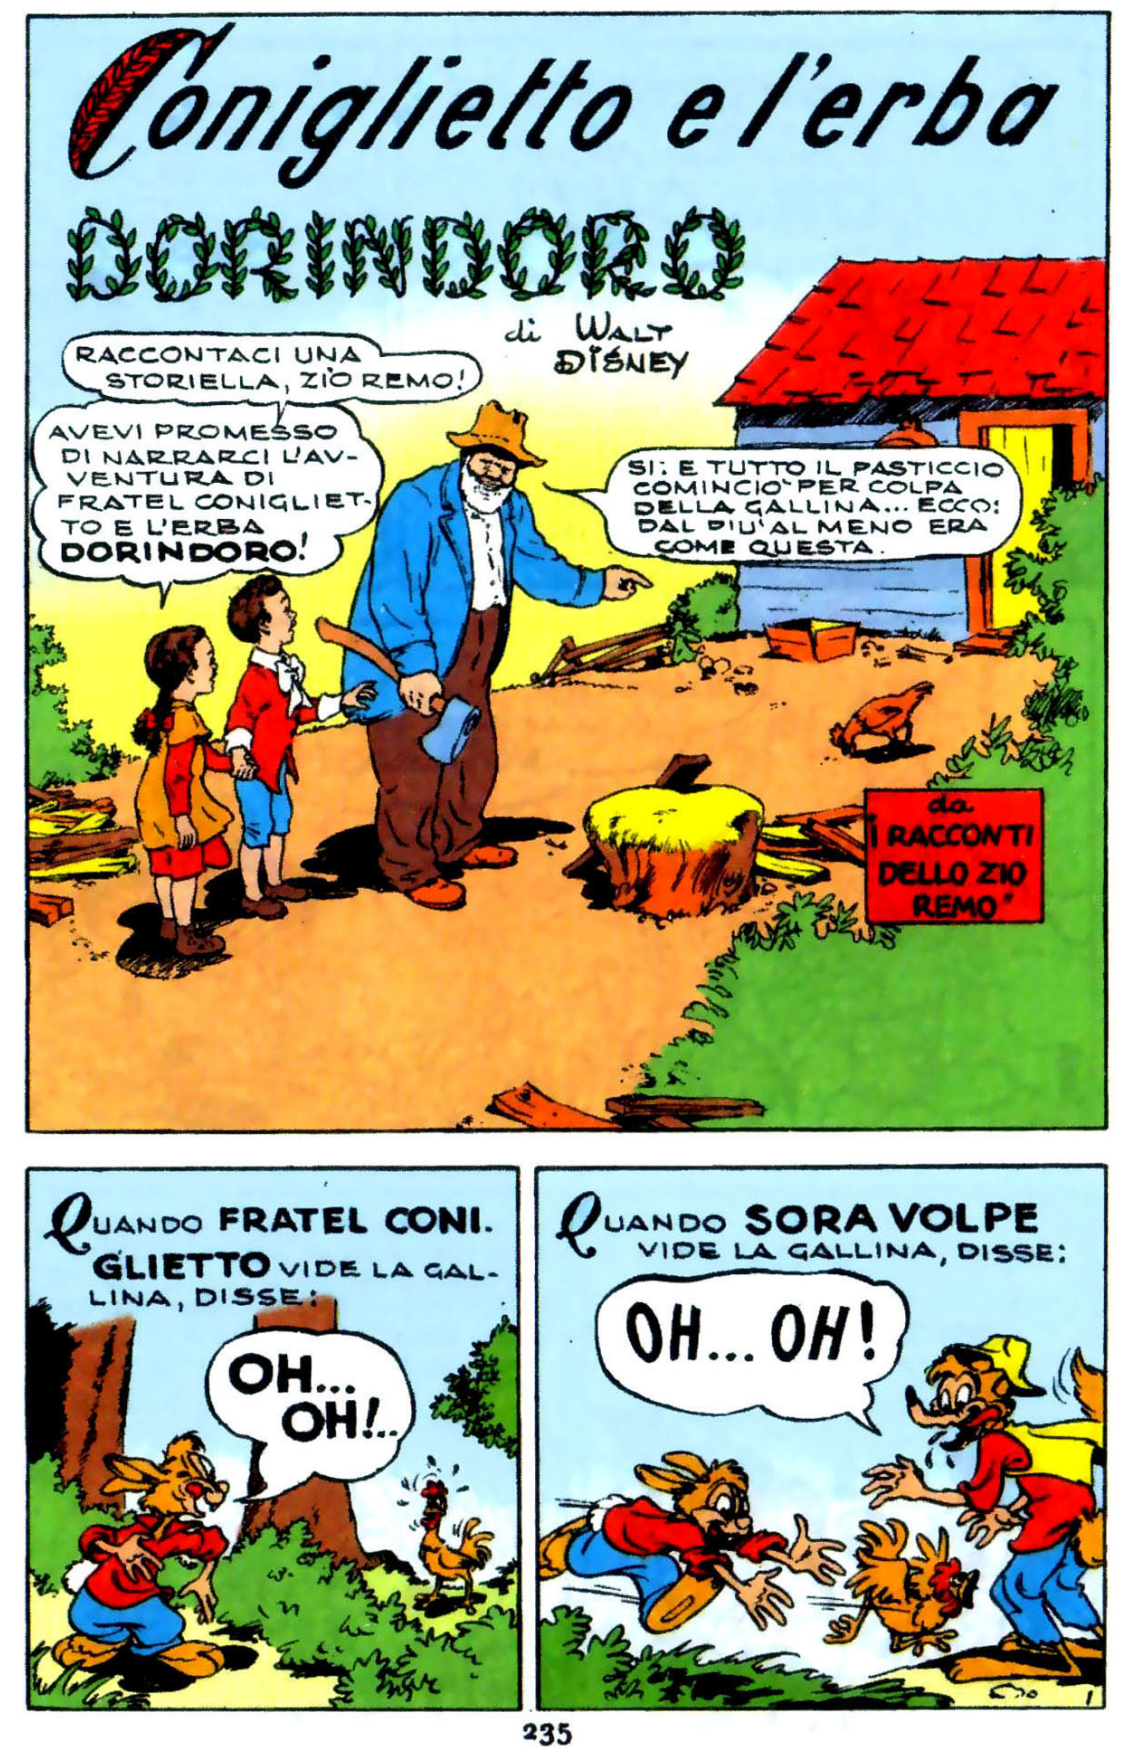 Coniglietto e l'erba
DORINDORO
di WALT
DISNEY
RACCONTACI UNA
STORIELLA, ZIO REMO!
AVEVI PROMESSO
DI NARRARCI L'AV-
VENTURA DI
FRATEL CONIGLIET-
TO E L'ERBA
DORINDORO!
SI: E TUTTO IL PASTICCIO
COMINCIO' PER COLPA
DELLA GALLINA... ECCO:
DAL PIU' AL MENO ERA
COME QUESTA.
da
I RACCONTI
DELLO ZIO
REMO"
QUANDO FRATEL CONI.
GLIETTO VIDE LA GAL-
LINA, DISSE:
OH...
OH!..
QUANDO SORA VOLPE
VIDE LA GALLINA, DISSE:
OH... OH!
1
235